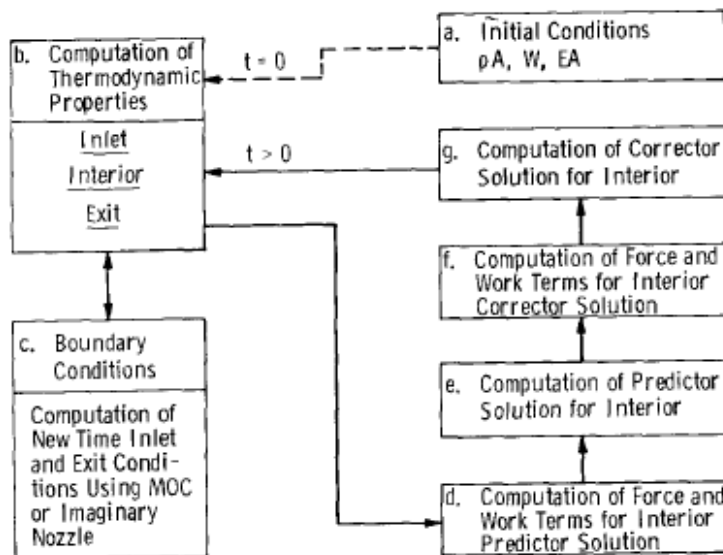 a. Initial Conditions
ρA, W, EA
b. Computation of
Thermodynamic
Properties
t = 0
Inlet
Interior
Exit
t > 0
g. Computation of Corrector
Solution for Interior
f. Computation of Force and
Work Terms for Interior
Corrector Solution
c. Boundary
Conditions
Computation of
New Time Inlet
and Exit Condi-
tions Using MOC
or Imaginary
Nozzle
e. Computation of Predictor
Solution for Interior
d. Computation of Force and
Work Terms for Interior
Predictor Solution